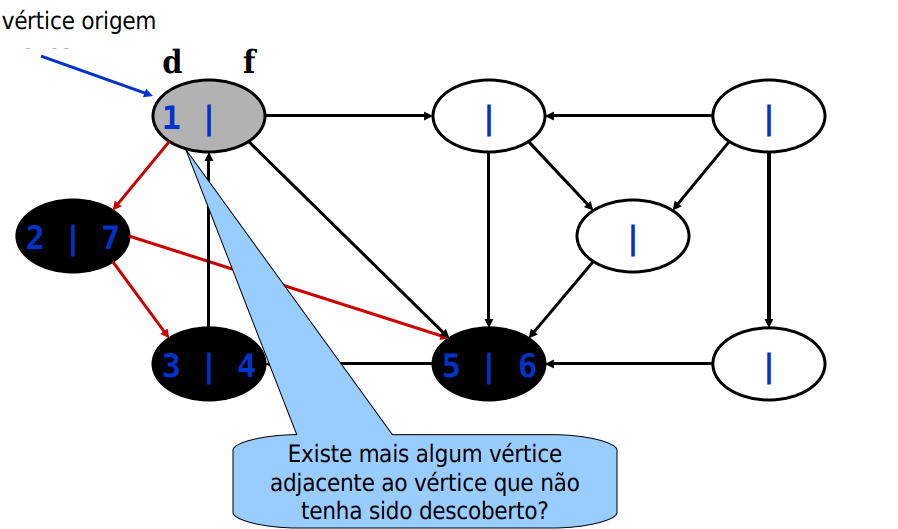 vértice origem
d f
1 |
|
|
2 | 7
|
3 | 4
5 | 6
|
Existe mais algum vértice
adjacente ao vértice que não
tenha sido descoberto?